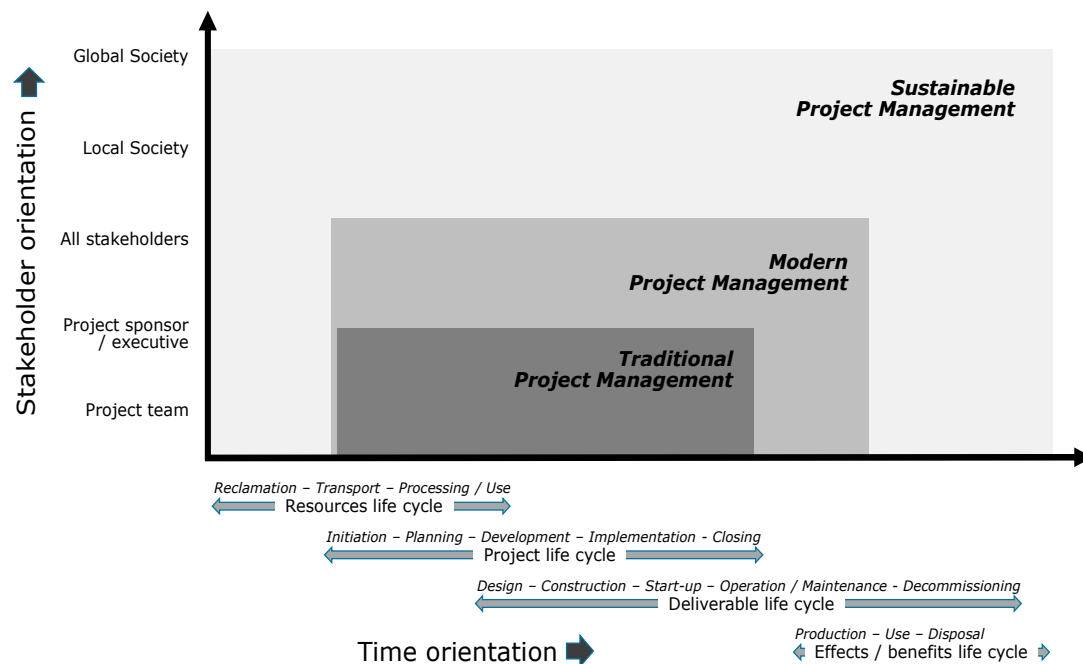 Global Society
Sustainable
Project Management
Local Society
All stakeholders
Modern
Project Management
Project sponsor
/ executive
Traditional
Project Management
Project team
Stakeholder orientation
Reclamation – Transport – Processing / Use
Resources life cycle
Initiation – Planning – Development – Implementation - Closing
Project life cycle
Design – Construction – Start-up – Operation / Maintenance - Decommissioning
Deliverable life cycle
Production – Use – Disposal
Effects / benefits life cycle
Time orientation